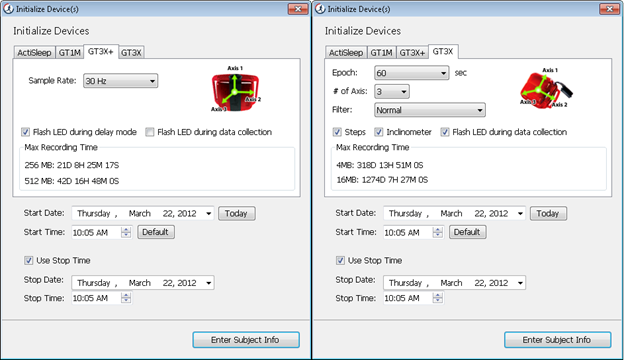 Initialize Device(s)
Initialize Devices
ActiSleep GT1M GT3X+ GT3X
Sample Rate: 30 Hz
Axis 1
Axis 2
Axis 3
Flash LED during delay mode Flash LED during data collection
Max Recording Time
256 MB: 21D 8H 25M 17S
512 MB: 42D 16H 48M 0S
Start Date: Thursday , March 22, 2012 Today
Start Time: 10:05 AM Default
Use Stop Time
Stop Date: Thursday , March 22, 2012
Stop Time: 10:05 AM
Enter Subject Info
Initialize Device(s)
Initialize Devices
ActiSleep GT1M GT3X+ GT3X
Epoch: 60 sec
# of Axis: 3
Filter: Normal
Axis 1
Axis 2
Axis 3
Steps Inclinometer Flash LED during data collection
Max Recording Time
4MB: 318D 13H 51M 0S
16MB: 1274D 7H 27M 0S
Start Date: Thursday , March 22, 2012 Today
Start Time: 10:05 AM Default
Use Stop Time
Stop Date: Thursday , March 22, 2012
Stop Time: 10:05 AM
Enter Subject Info